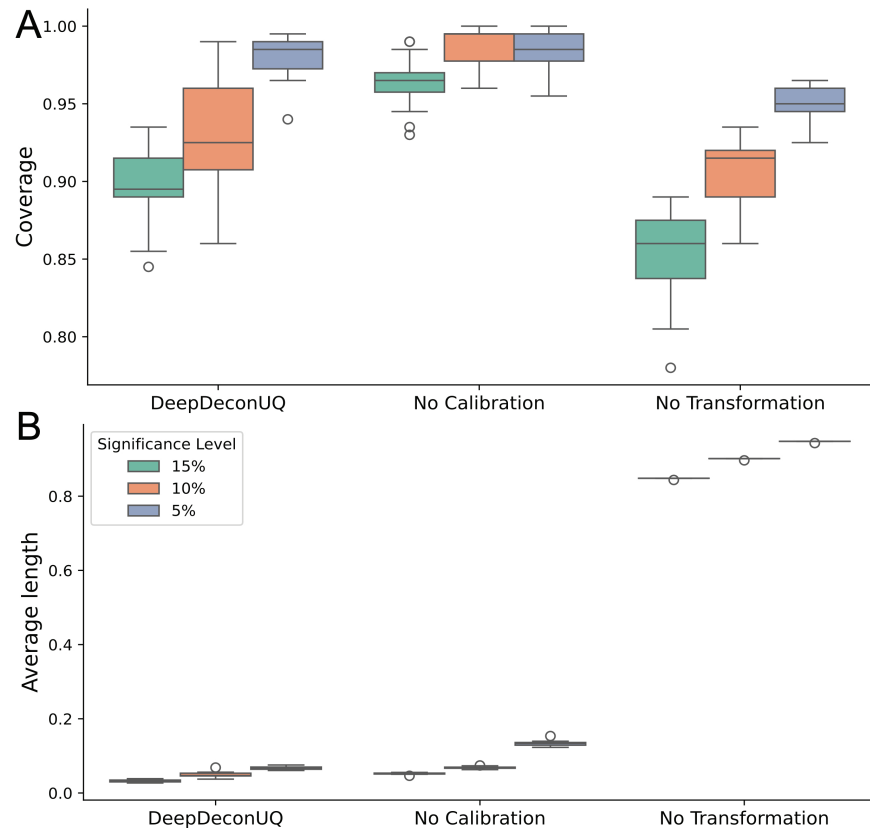 A
1.00
0.95
0.90
0.85
0.80
Coverage
DeepDeconUQ No Calibration No Transformation
B
Significance Level
15%
10%
5%
0.8
0.6
0.4
0.2
0.0
Average length
DeepDeconUQ No Calibration No Transformation